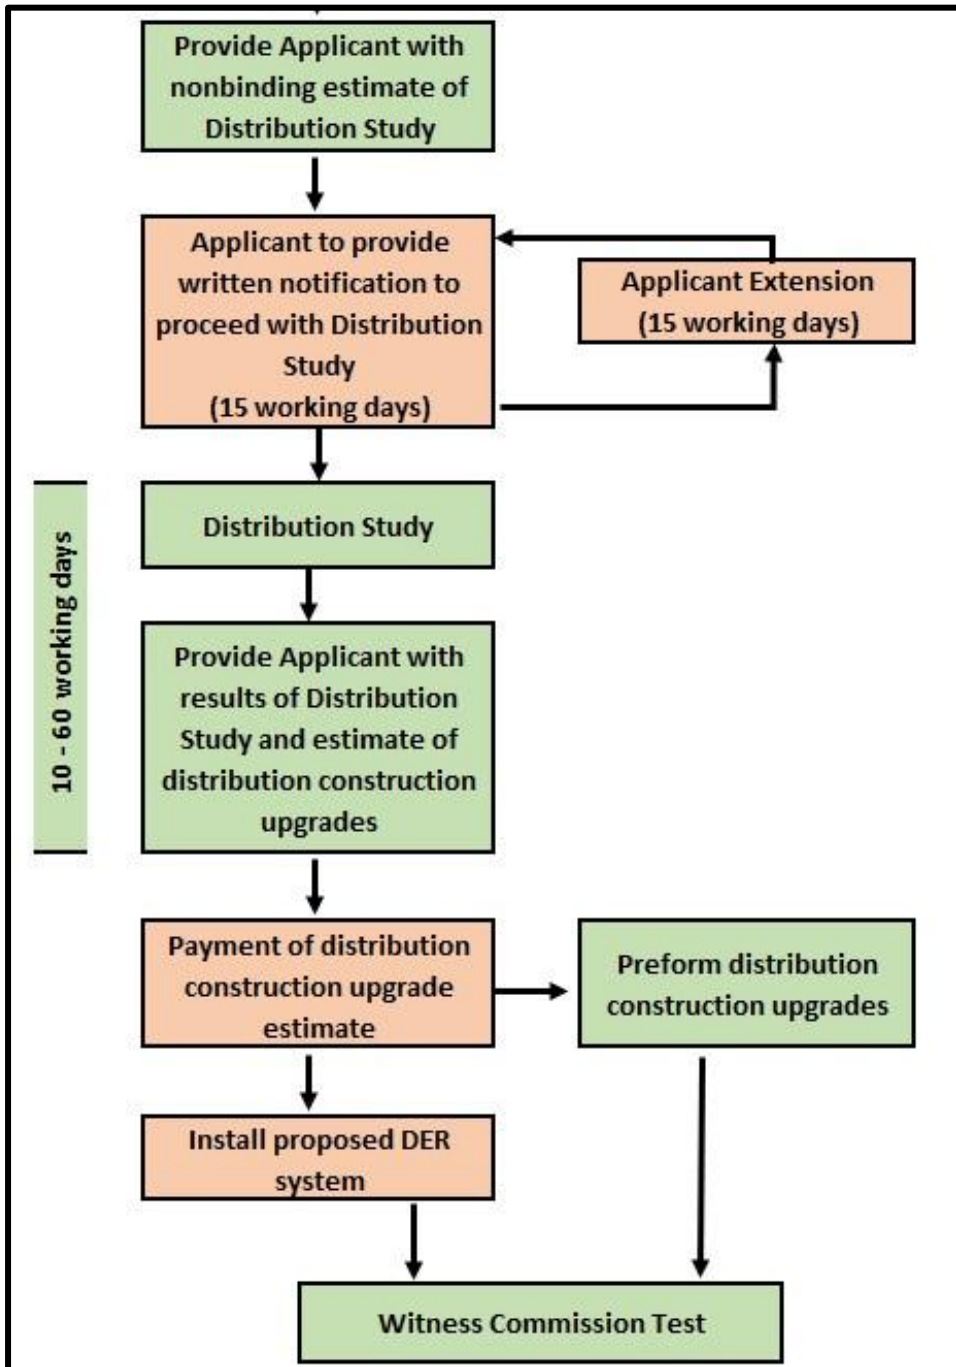 Provide Applicant with
nonbinding estimate of
Distribution Study
Applicant to provide
written notification to
proceed with Distribution
Study
(15 working days)
Applicant Extension
(15 working days)
10 - 60 working days
Distribution Study
Provide Applicant with
results of Distribution
Study and estimate of
distribution construction
upgrades
Payment of distribution
construction upgrade
estimate
Preform distribution
construction upgrades
Install proposed DER
system
Witness Commission Test